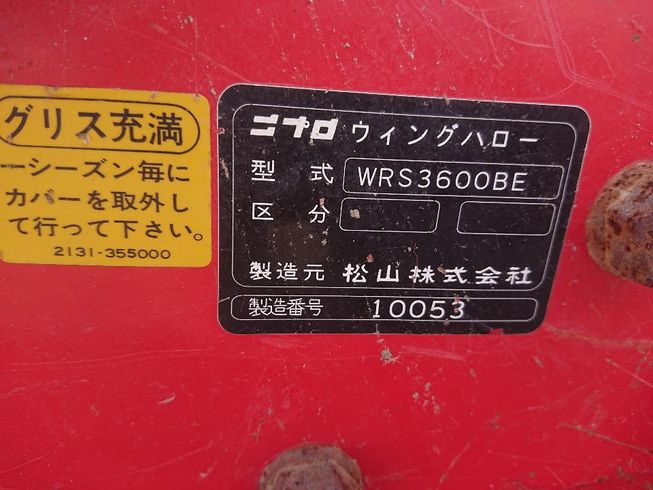 グリス充満
一シーズン毎に
カバーを取外し
て行って下さい。
2131-355000
ニプロ ウィングハロー
型式 WRS3600BE
区分
製造元 松山株式会社
製造番号 10053